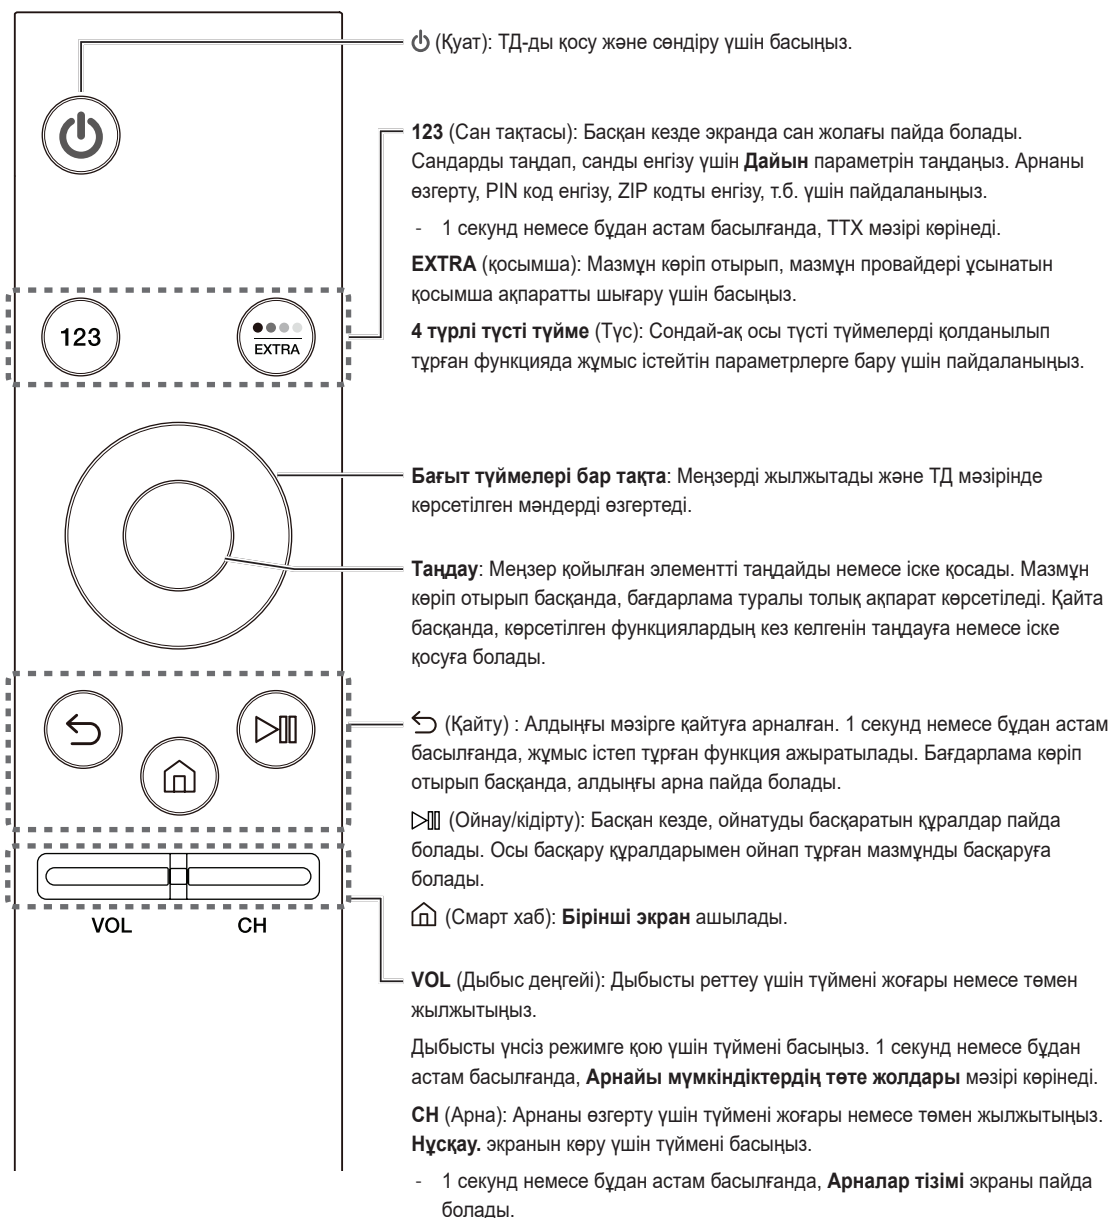 (Қуат): ТД-ды қосу және сөндіру үшін басыңыз.
123 (Сан тақтасы): Басқан кезде экранда сан жолағы пайда болады.
Сандарды таңдап, санды енгізу үшін Дайын параметрін таңдаңыз. Арнаны
өзгерту, PIN код енгізу, ZIP кодты енгізу, т.б. үшін пайдаланыңыз.
- 1 секунд немесе бұдан астам басылғанда, TTX мәзірі көрінеді.
EXTRA (қосымша): Мазмұн көріп отырып, мазмұн провайдері ұсынатын
қосымша ақпаратты шығару үшін басыңыз.
4 түрлі түсті түйме (Түс): Сондай-ақ осы түсті түймелерді қолданылып
тұрған функцияда жұмыс істейтін параметрлерге бару үшін пайдаланыңыз.
123
EXTRA
Бағыт түймелері бар тақта: Меңзерді жылжытады және ТД мәзірінде
көрсетілген мәндерді өзгертеді.
Таңдау: Меңзер қойылған элементті таңдайды немесе іске қосады. Мазмұн
көріп отырып басқанда, бағдарлама туралы толық ақпарат көрсетіледі. Қайта
басқанда, көрсетілген функциялардың кез келгенін таңдауға немесе іске
қосуға болады.
(Қайту) : Алдыңғы мәзірге қайтуға арналған. 1 секунд немесе бұдан астам
басылғанда, жұмыс істеп тұрған функция ажыратылады. Бағдарлама көріп
отырып басқанда, алдыңғы арна пайда болады.
(Ойнау/кідірту): Басқан кезде, ойнатуды басқаратын құралдар пайда
болады. Осы басқару құралдарымен ойнап тұрған мазмұнды басқаруға
болады.
(Смарт хаб): Бірінші экран ашылады.
VOL
CH
VOL (Дыбыс деңгейі): Дыбысты реттеу үшін түймені жоғары немесе төмен
жылжытыңыз.
Дыбысты үнсіз режимге қою үшін түймені басыңыз. 1 секунд немесе бұдан
астам басылғанда, Арнайы мүмкіндіктердің төте жолдары мәзірі көрінеді.
CH (Арна): Арнаны өзгерту үшін түймені жоғары немесе төмен жылжытыңыз.
Нұсқау. экранын көру үшін түймені басыңыз.
- 1 секунд немесе бұдан астам басылғанда, Арналар тізімі экраны пайда
болады.